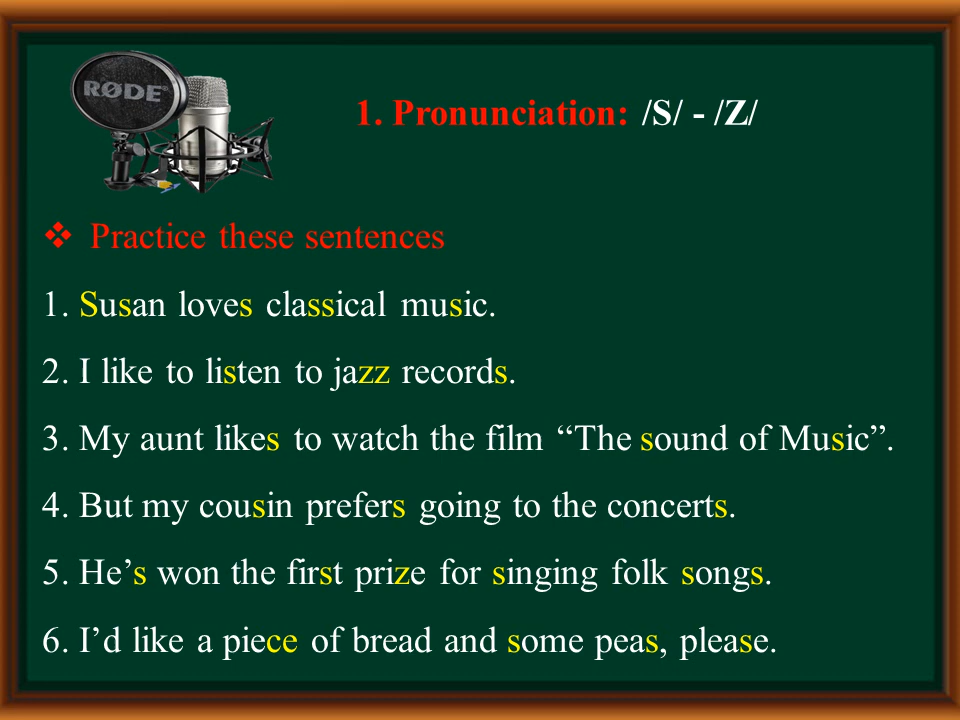 RØDE
1. Pronunciation: /S/ - /Z/
❖ Practice these sentences
1. Susan loves classical music.
2. I like to listen to jazz records.
3. My aunt likes to watch the film “The sound of Music”.
4. But my cousin prefers going to the concerts.
5. He’s won the first prize for singing folk songs.
6. I’d like a piece of bread and some peas, please.